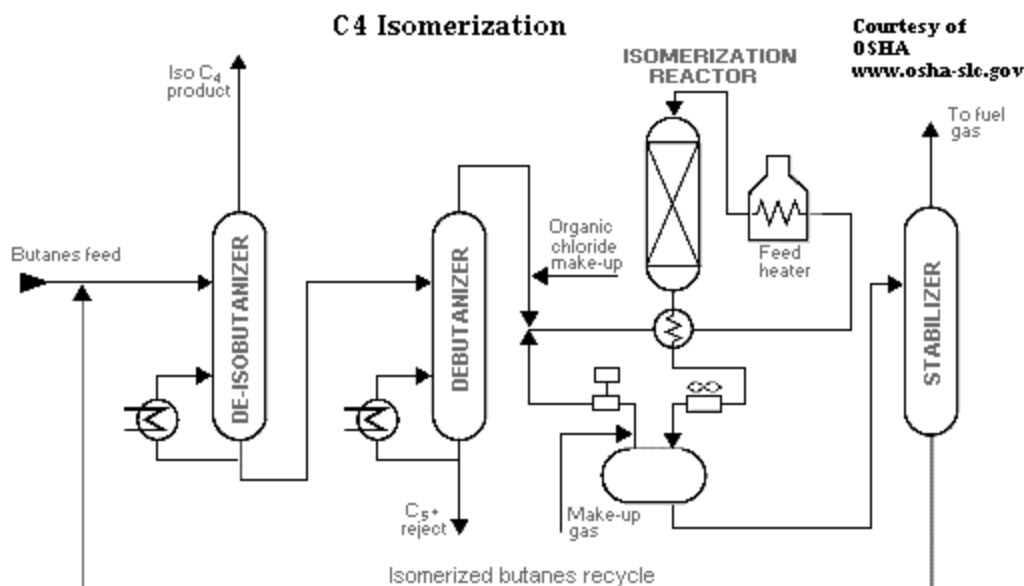 C4 Isomerization
Courtesy of
OSHA
www.osha-slc.gov
ISOMERIZATION
REACTOR
Iso C₄
product
To fuel
gas
Butanes feed
DE-ISOBUTANIZER
DEBUTANIZER
Organic
chloride
make-up
Feed
heater
STABILIZER
C₅+
reject
Make-up
gas
Isomerized butanes recycle